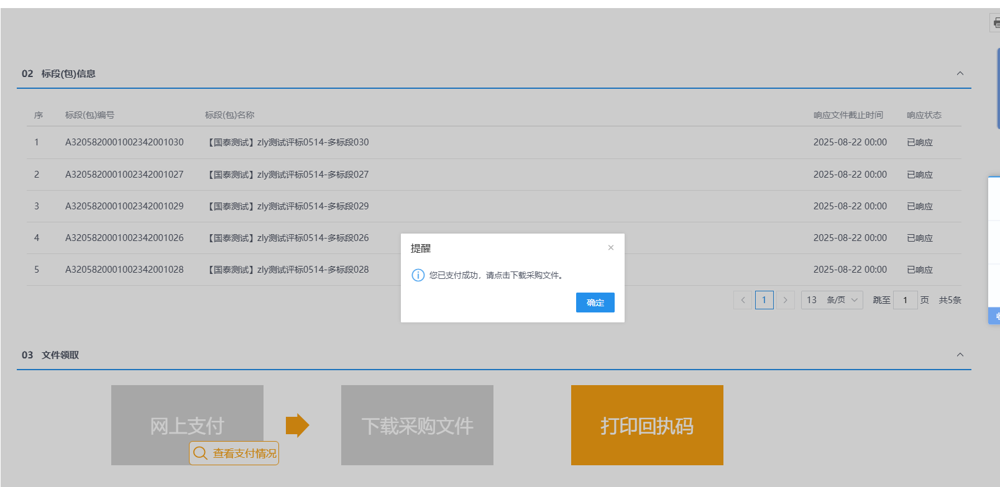 02 标段(包)信息
序 标段(包)编号 标段(包)名称 响应文件截止时间 响应状态
1 A3205820001002342001030 【国泰测试】zly测试评标0514-多标段030 2025-08-22 00:00 已响应
2 A3205820001002342001027 【国泰测试】zly测试评标0514-多标段027 2025-08-22 00:00 已响应
3 A3205820001002342001029 【国泰测试】zly测试评标0514-多标段029 2025-08-22 00:00 已响应
4 A3205820001002342001026 【国泰测试】zly测试评标0514-多标段026 2025-08-22 00:00 已响应
5 A3205820001002342001028 【国泰测试】zly测试评标0514-多标段028 2025-08-22 00:00 已响应
提醒
您已支付成功，请点击下载采购文件。
确定
1 13 条/页 跳至 1 页 共5条
03 文件领取
网上支付 下载采购文件 打印回执码
查看支付情况